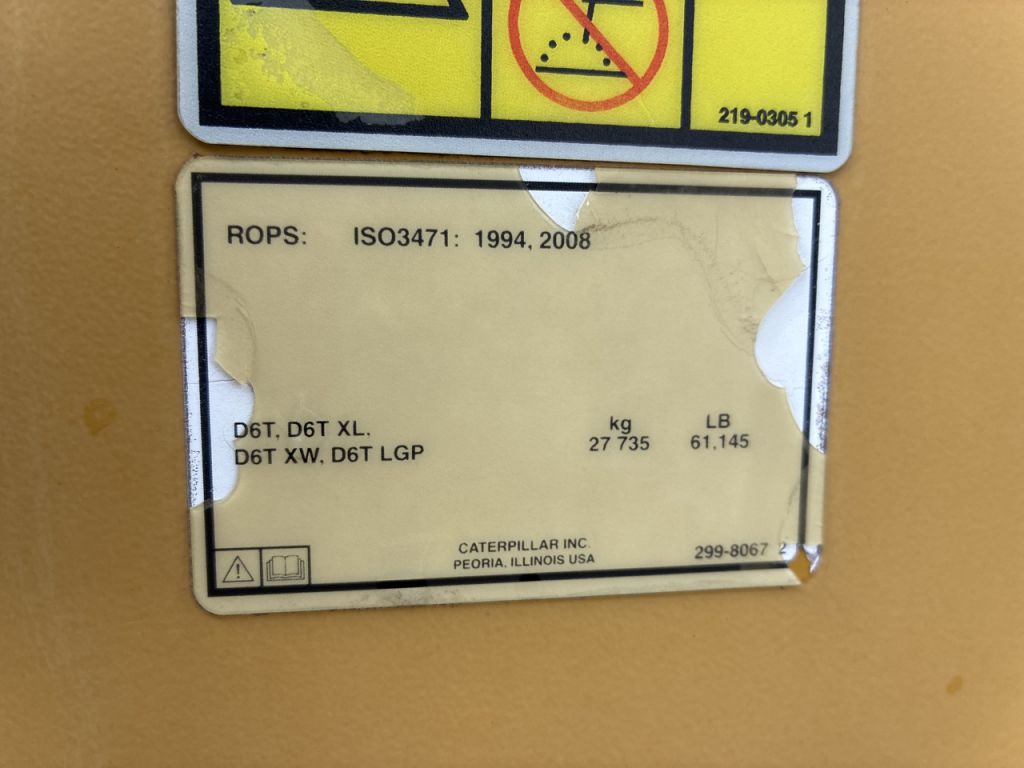 219-0305 1
ROPS: ISO3471: 1994, 2008
kg LB
D6T, D6T XL,
27 735 61,145
D6T XW, D6T LGP
CATERPILLAR INC.
PEORIA, ILLINOIS USA
299-8067 2